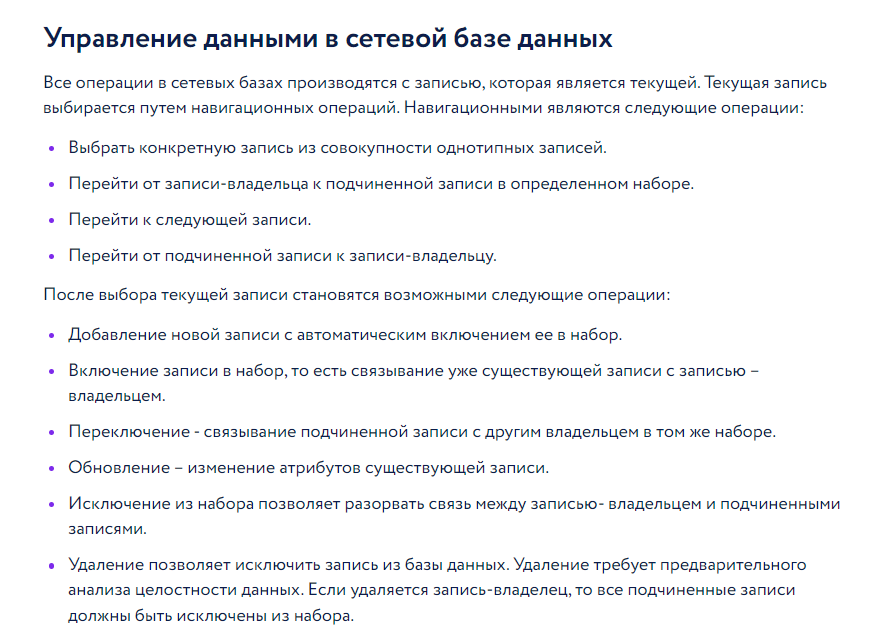 Управление данными в сетевой базе данных
Все операции в сетевых базах производятся с записью, которая является текущей. Текущая запись
выбирается путем навигационных операций. Навигационными являются следующие операции:
• Выбрать конкретную запись из совокупности однотипных записей.
• Перейти от записи-владельца к подчиненной записи в определенном наборе.
• Перейти к следующей записи.
• Перейти от подчиненной записи к записи-владельцу.
После выбора текущей записи становятся возможными следующие операции:
• Добавление новой записи с автоматическим включением ее в набор.
• Включение записи в набор, то есть связывание уже существующей записи с записью –
владельцем.
• Переключение - связывание подчиненной записи с другим владельцем в том же наборе.
• Обновление – изменение атрибутов существующей записи.
• Исключение из набора позволяет разорвать связь между записью- владельцем и подчиненными
записями.
• Удаление позволяет исключить запись из базы данных. Удаление требует предварительного
анализа целостности данных. Если удаляется запись-владелец, то все подчиненные записи
должны быть исключены из набора.